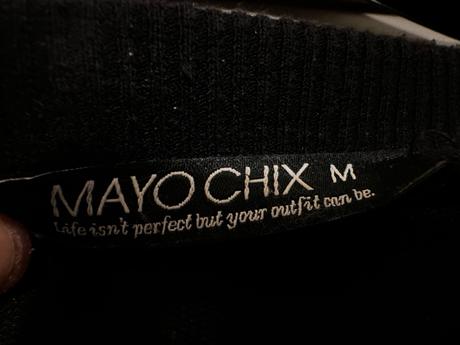 MAYO CHIX M
Life isn't perfect but your outfit can be.